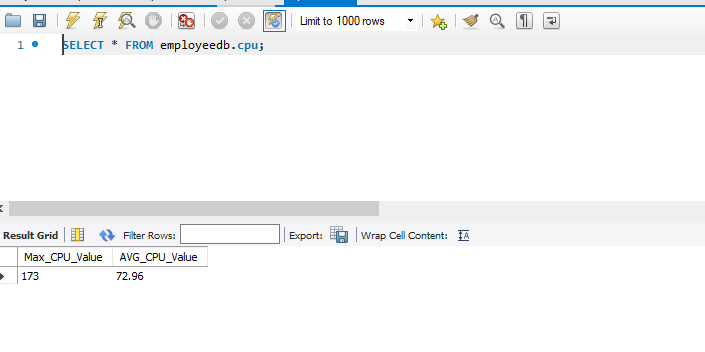 Limit to 1000 rows
1 SELECT * FROM employeedb.cpu;
Result Grid Filter Rows: Export: Wrap Cell Content:
Max_CPU_Value AVG_CPU_Value
173 72.96